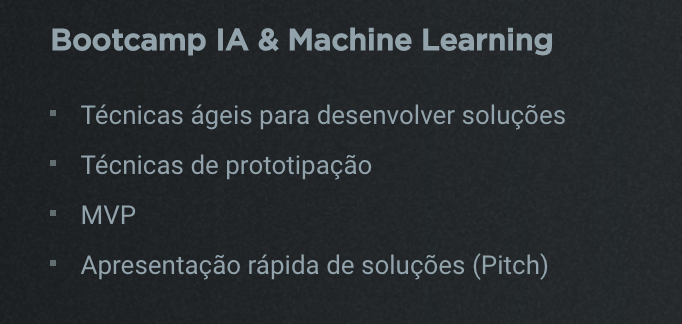 Bootcamp IA & Machine Learning
Técnicas ágeis para desenvolver soluções
Técnicas de prototipação
MVP
Apresentação rápida de soluções (Pitch)